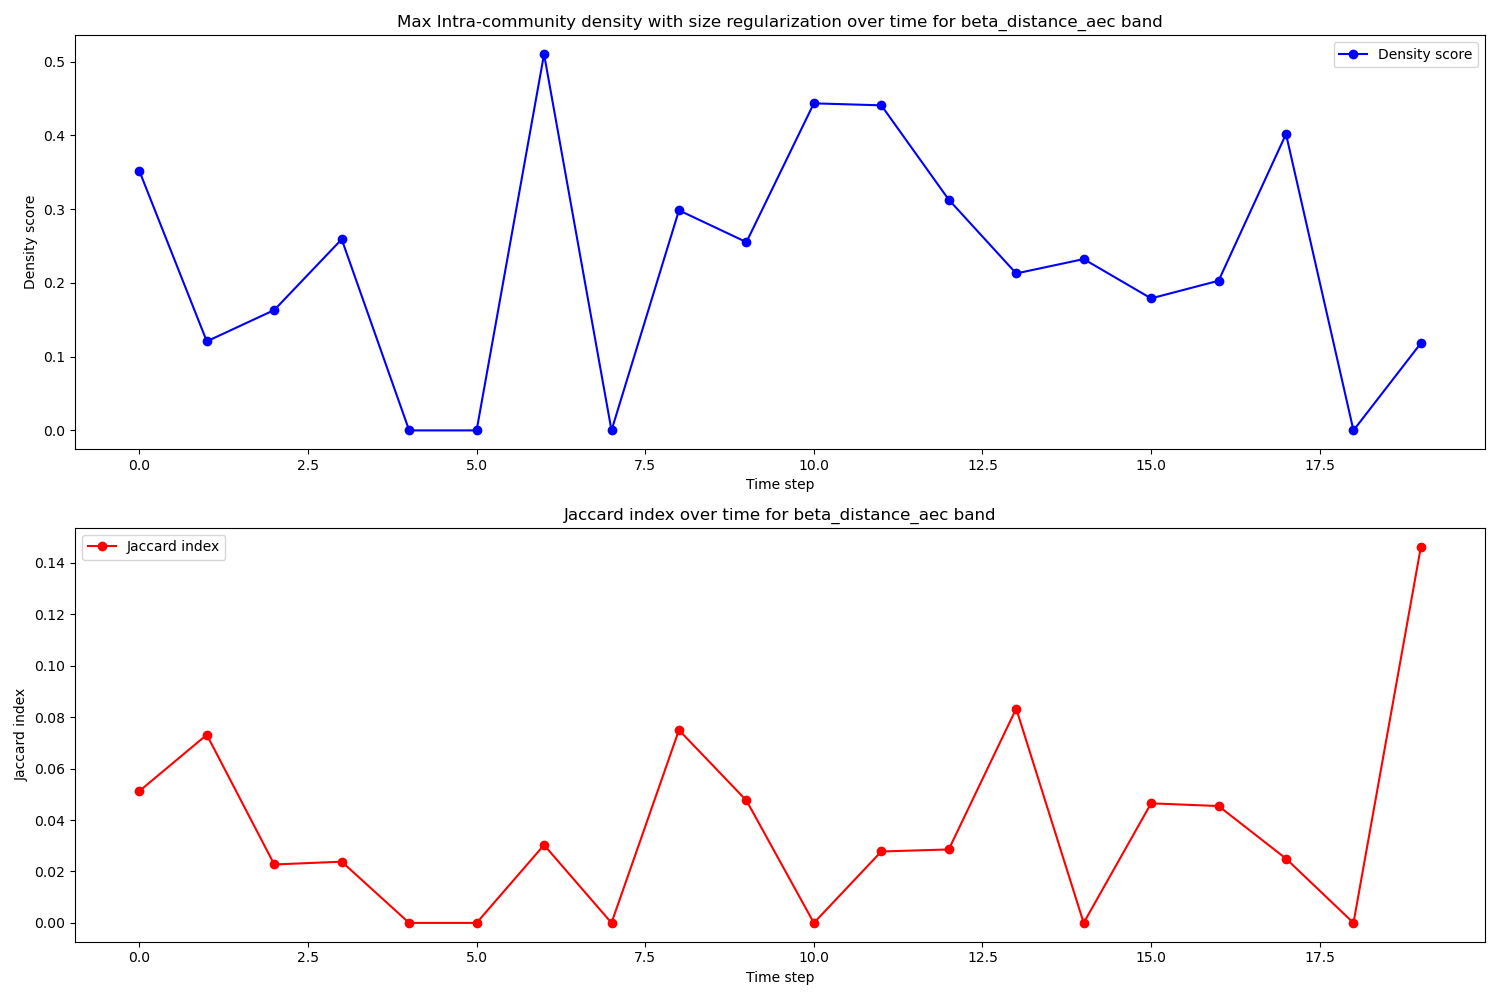 Max Intra-community density with size regularization over time for beta_distance_aec band
Density score
Density score
0.5
0.4
0.3
0.2
0.1
0.0
0.0 2.5 5.0 7.5 10.0 12.5 15.0 17.5
Time step
Jaccard index over time for beta_distance_aec band
Jaccard index
Jaccard index
0.14
0.12
0.10
0.08
0.06
0.04
0.02
0.00
0.0 2.5 5.0 7.5 10.0 12.5 15.0 17.5
Time step